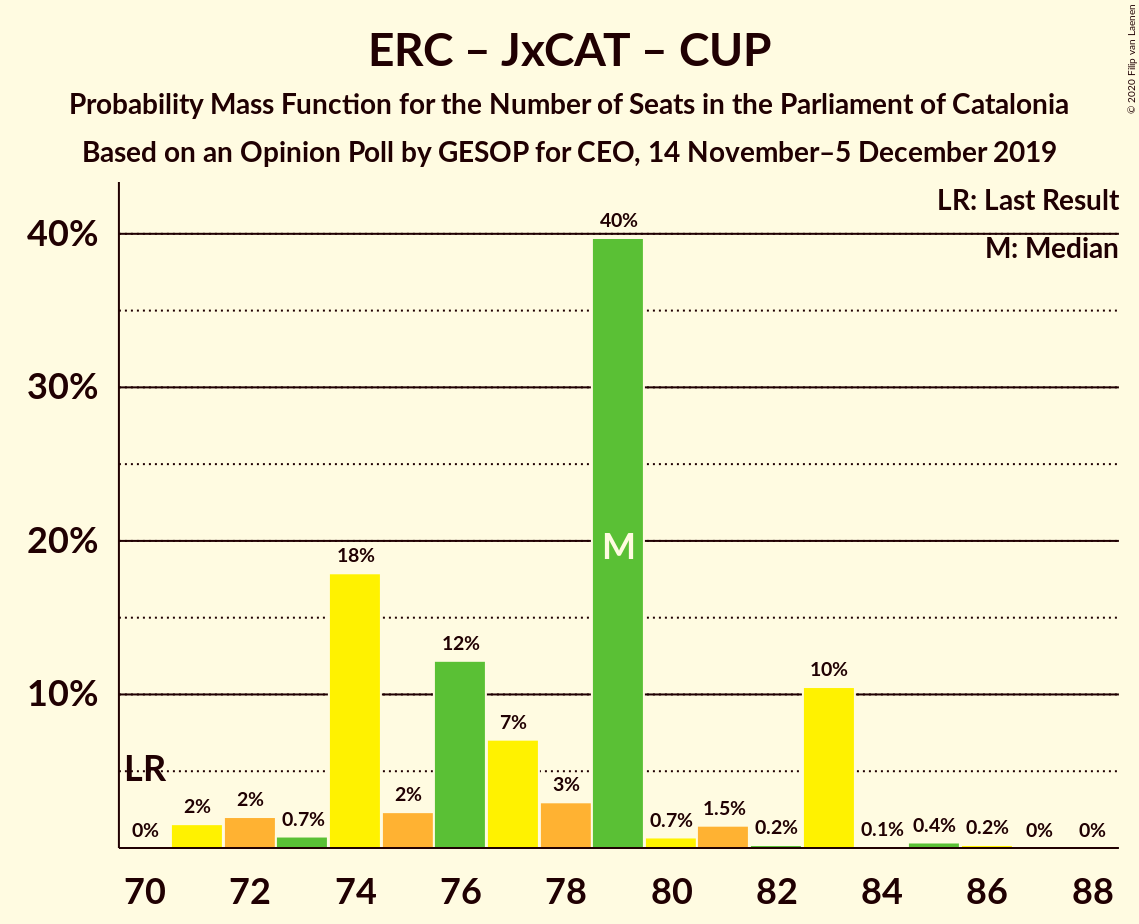 ERC – JxCAT – CUP
Probability Mass Function for the Number of Seats in the Parliament of Catalonia
Based on an Opinion Poll by GESOP for CEO, 14 November–5 December 2019
© 2020 Filip van Laenen
LR: Last Result
M: Median
40%
30%
20%
10%
LR
M
0%
2%
2%
0.7%
18%
2%
12%
7%
3%
40%
0.7%
1.5%
0.2%
10%
0.1%
0.4%
0.2%
0%
0%
70 72 74 76 78 80 82 84 86 88